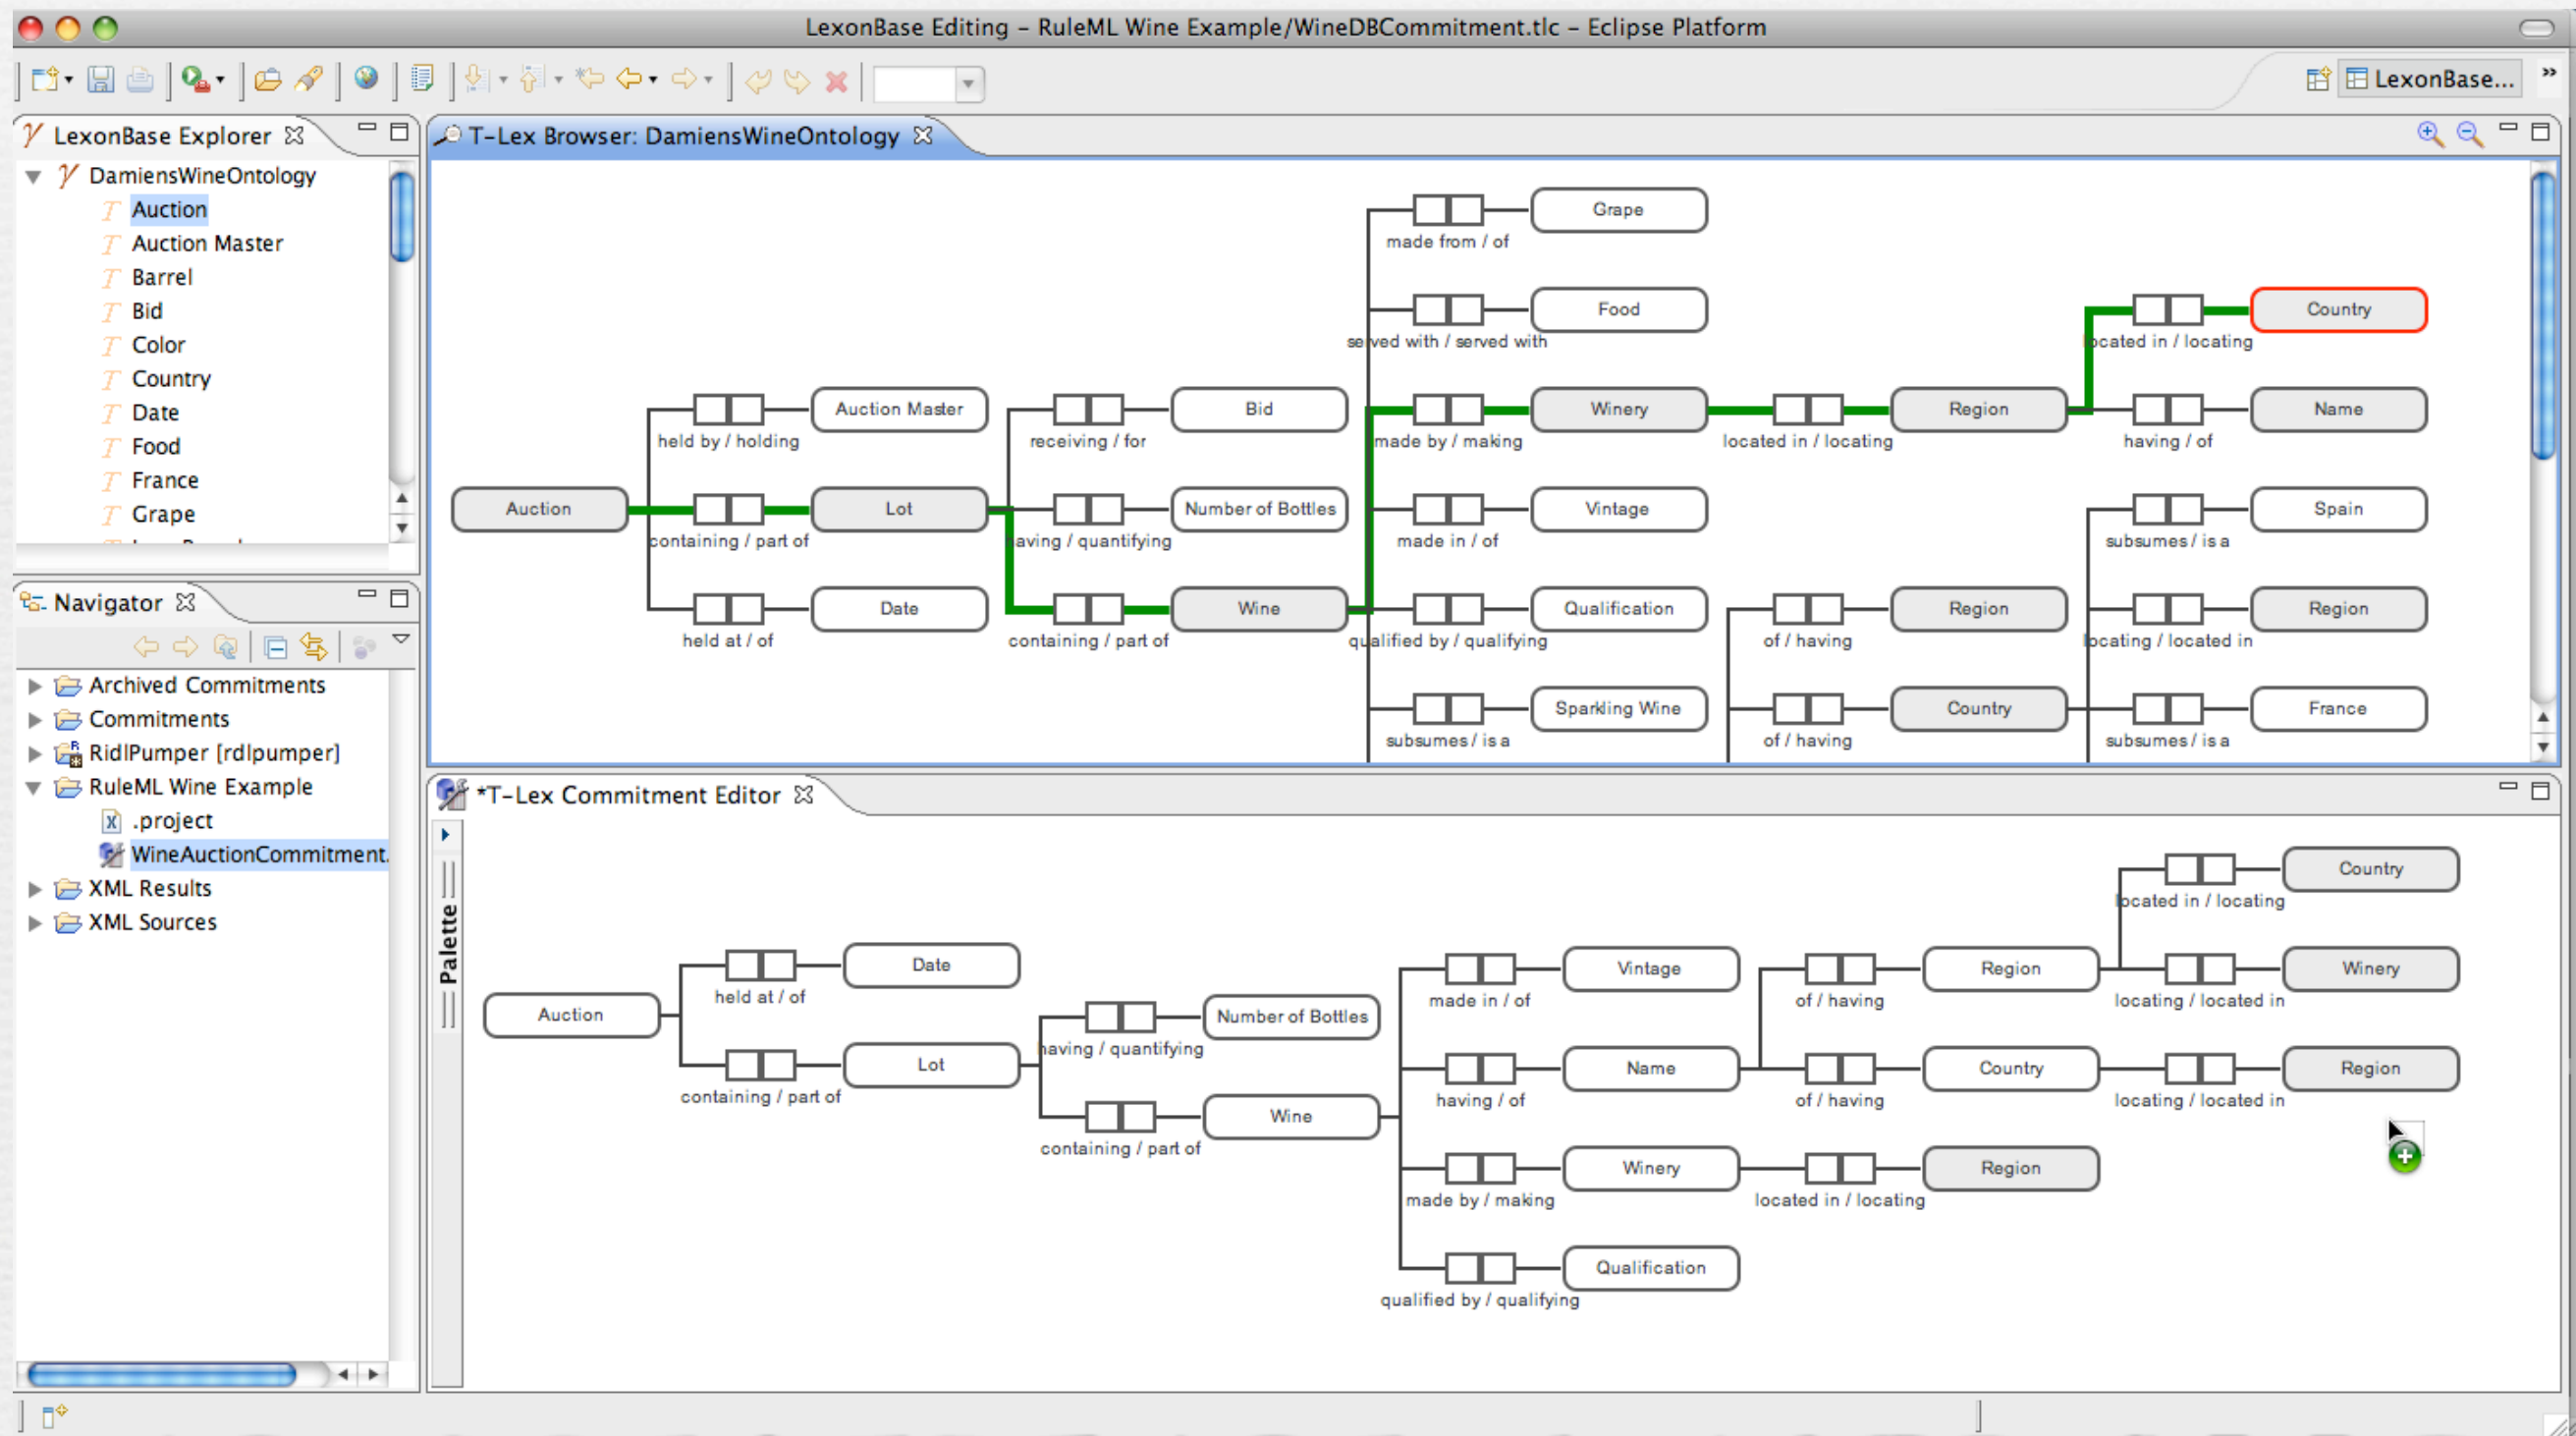 LexonBase Editing – RuleML Wine Example/WineDBCommitment.tlc – Eclipse Platform
LexonBase...
LexonBase Explorer
DamiensWineOntology
Auction
Auction Master
Barrel
Bid
Color
Country
Date
Food
France
Grape
Navigator
Archived Commitments
Commitments
RidlPumper [rdlpumper]
RuleML Wine Example
.project
WineAuctionCommitment.
XML Results
XML Sources
T-Lex Browser: DamiensWineOntology
Grape
made from / of
Food
Country
served with / served with
located in / locating
Auction Master
Bid
Winery
Region
Name
held by / holding
receiving / for
made by / making
located in / locating
having / of
Auction
Lot
Number of Bottles
Vintage
Spain
containing / part of
having / quantifying
made in / of
subsumes / is a
Date
Wine
Qualification
Region
Region
held at / of
containing / part of
qualified by / qualifying
of / having
locating / located in
Sparkling Wine
Country
France
subsumes / is a
of / having
subsumes / is a
*T-Lex Commitment Editor
Palette
Country
located in / locating
Date
Vintage
Region
Winery
held at / of
made in / of
of / having
locating / located in
Auction
Number of Bottles
having / quantifying
Lot
Name
Country
Region
containing / part of
having / of
of / having
locating / located in
Wine
containing / part of
Winery
Region
made by / making
located in / locating
Qualification
qualified by / qualifying